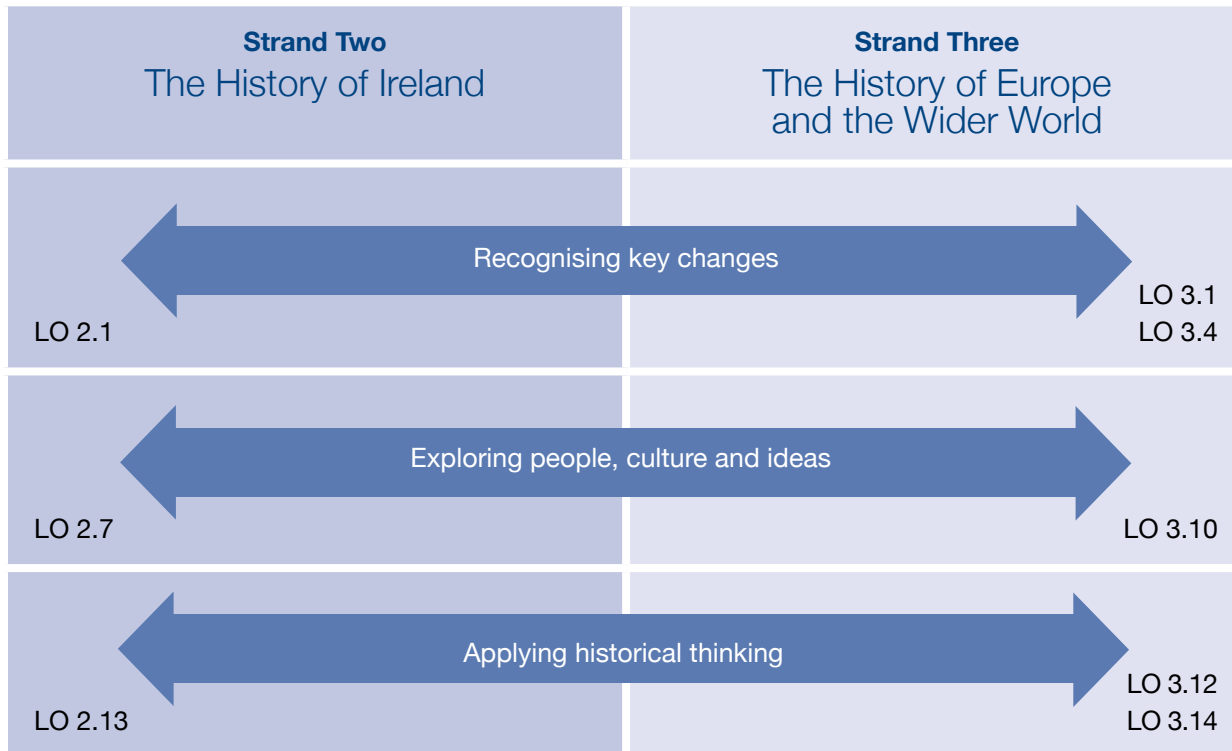 Strand Two
The History of Ireland
Strand Three
The History of Europe
and the Wider World
Recognising key changes
LO 2.1
LO 3.1
LO 3.4
Exploring people, culture and ideas
LO 2.7
LO 3.10
Applying historical thinking
LO 2.13
LO 3.12
LO 3.14